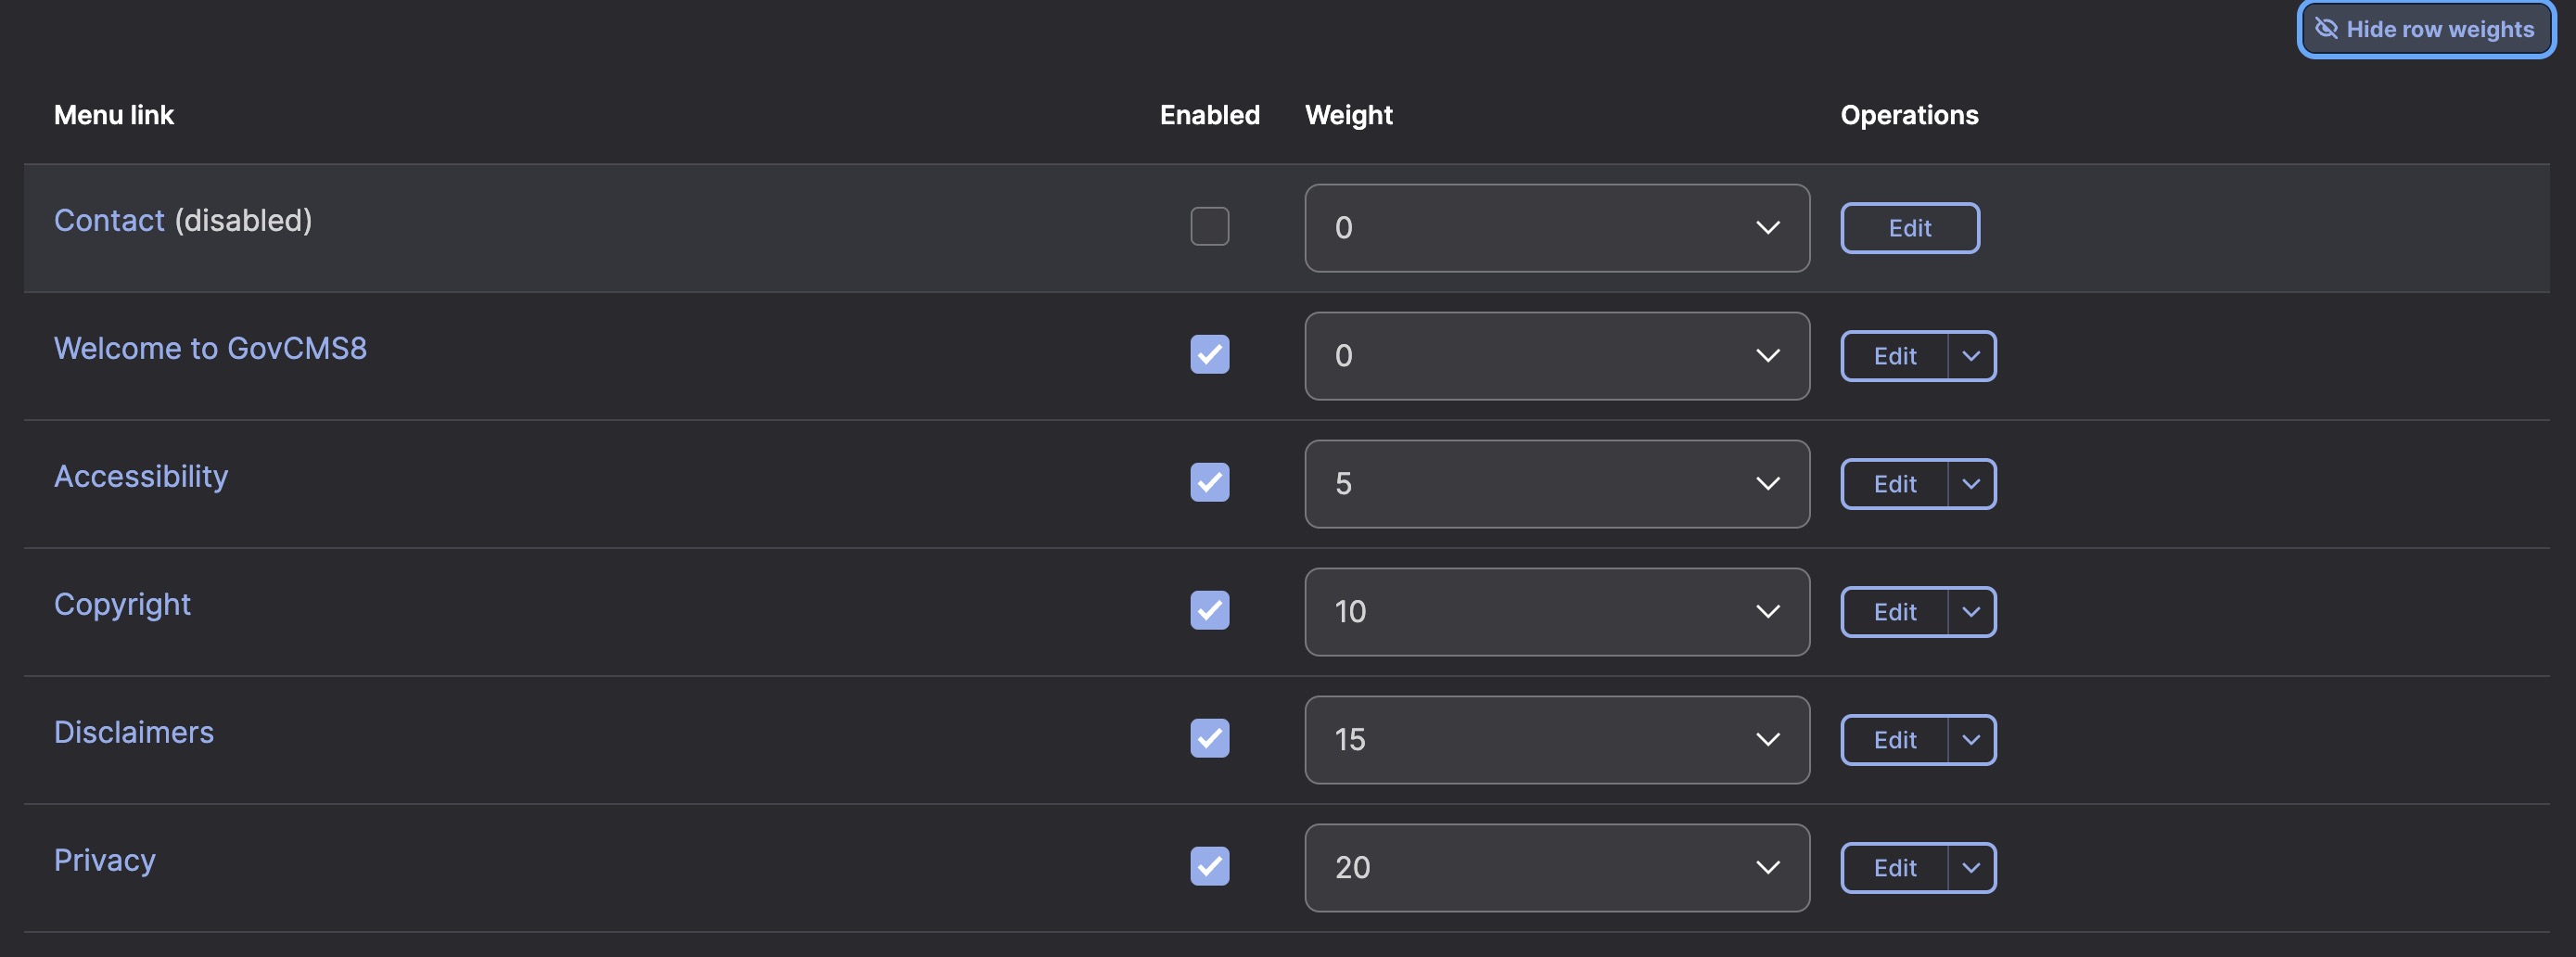 Hide row weights
Menu link Enabled Weight Operations
Contact (disabled) 0 Edit
Welcome to GovCMS8 0 Edit
Accessibility 5 Edit
Copyright 10 Edit
Disclaimers 15 Edit
Privacy 20 Edit